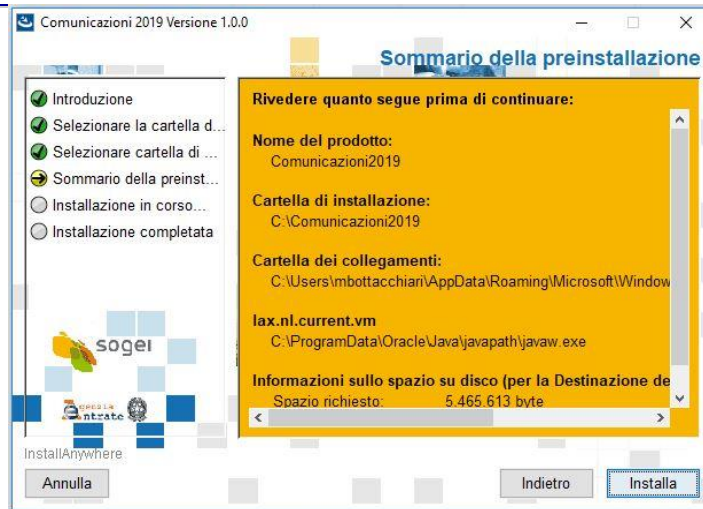 Comunicazioni 2019 Versione 1.0.0
Sommario della preinstallazione
Introduzione
Selezionare la cartella d...
Selezionare cartella di ...
Sommario della preinst...
Installazione in corso...
Installazione completata
sogei
genzia
ntrate
Rivedere quanto segue prima di continuare:
Nome del prodotto:
Comunicazioni2019
Cartella di installazione:
C:\Comunicazioni2019
Cartella dei collegamenti:
C:\Users\mbottacchiari\AppData\Roaming\Microsoft\Window
lax.nl.current.vm
C:\ProgramData\Oracle\Java\javapath\javaw.exe
Informazioni sullo spazio su disco (per la Destinazione de
Spazio richiesto: 5.465.613 byte
InstallAnywhere
Annulla
Indietro
Installa